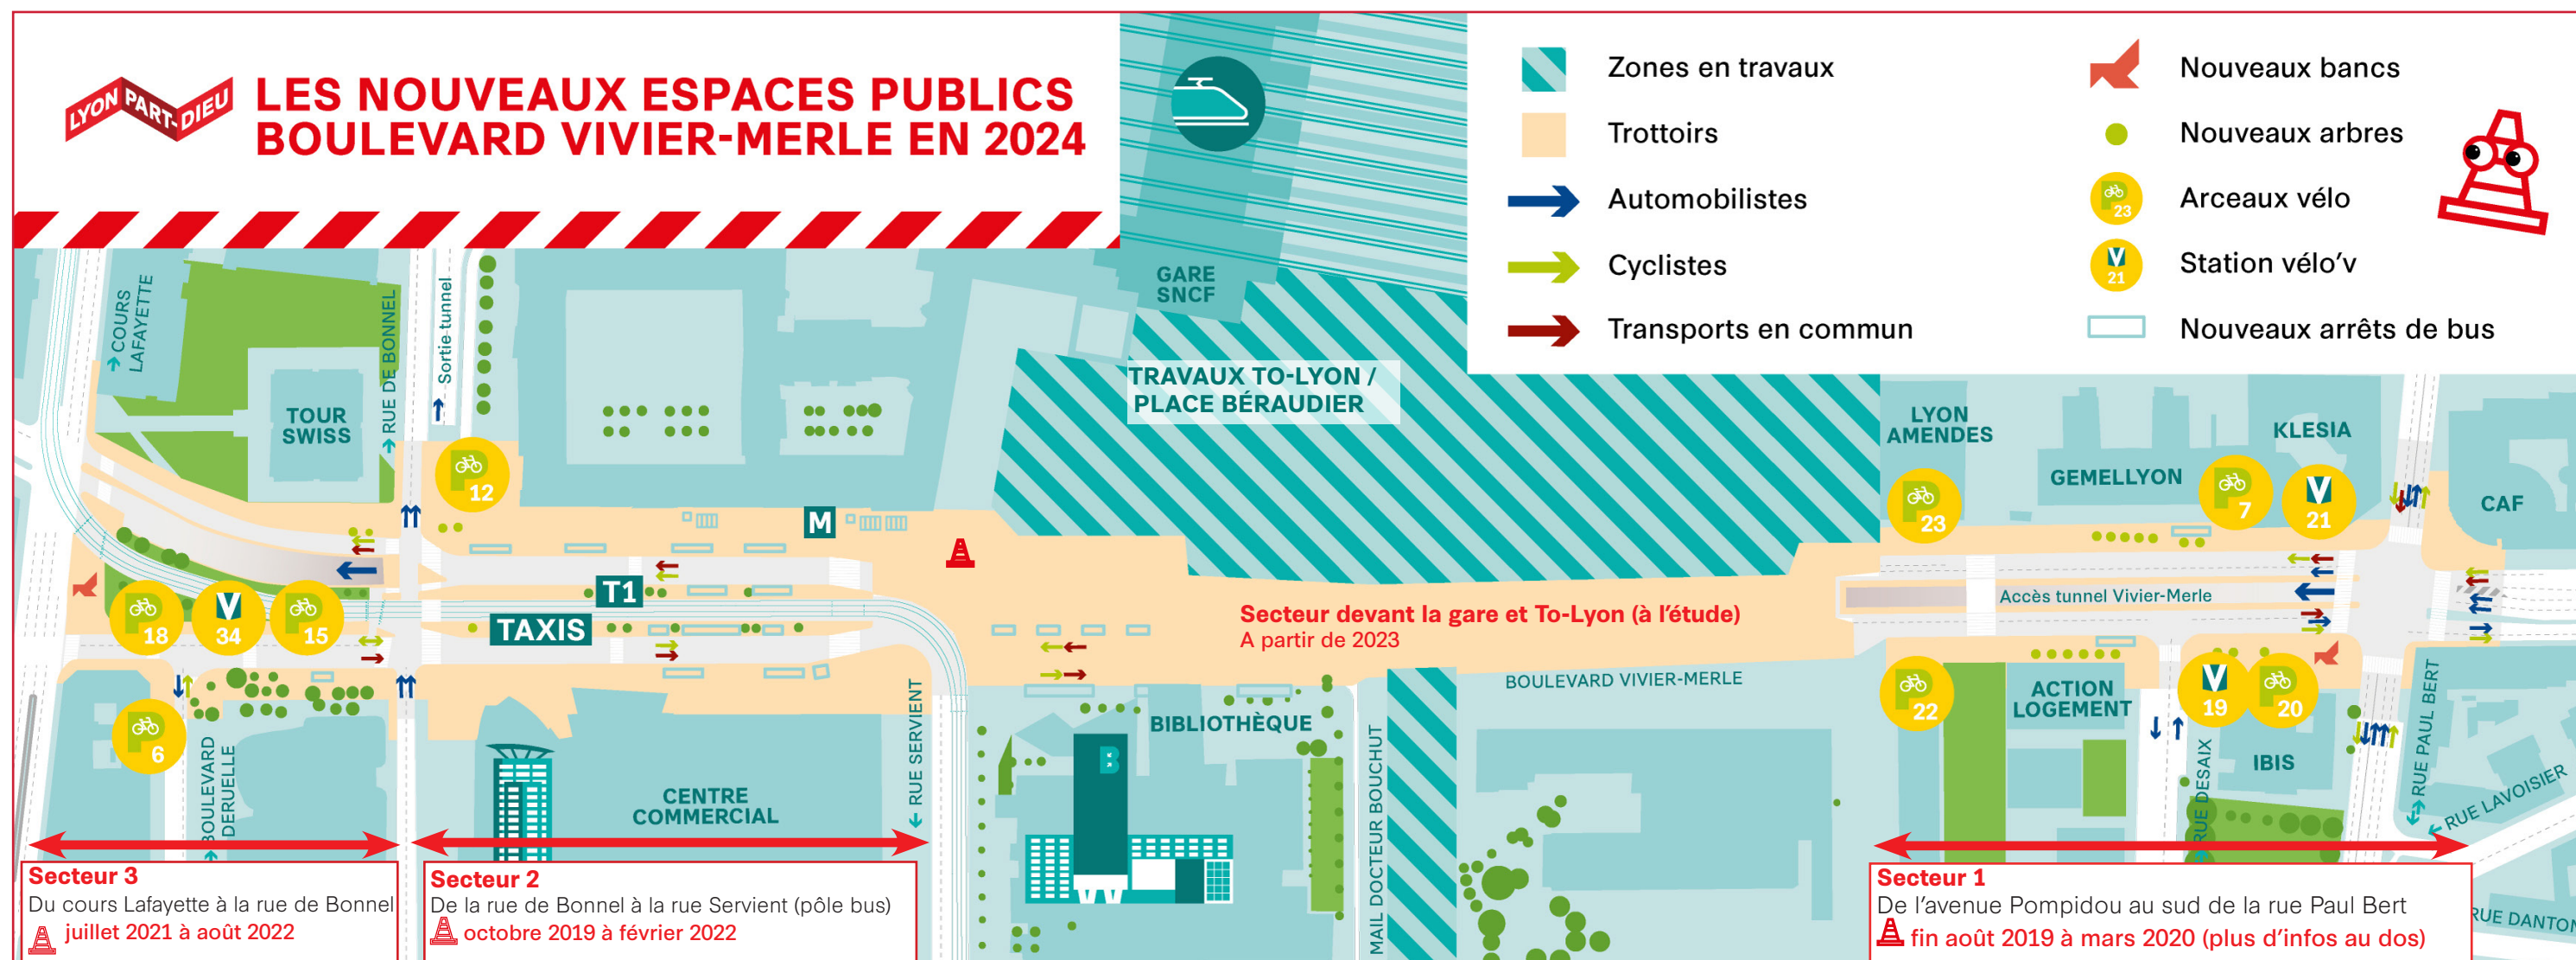 LYON PART-DIEU
LES NOUVEAUX ESPACES PUBLICS
BOULEVARD VIVIER-MERLE EN 2024
Zones en travaux
Trottoirs
Automobilistes
Cyclistes
Transports en commun
Nouveaux bancs
Nouveaux arbres
P
23
Arceaux vélo
V
21
Station vélo’v
Nouveaux arrêts de bus
COURS
LAFAYETTE
TOUR
SWISS
RUE DE BONNEL
Sortie tunnel
P
12
GARE
SNCF
TRAVAUX TO-LYON /
PLACE BÉRAUDIER
M
T1
TAXIS
P
18
V
34
P
15
P
6
BOULEVARD
DERUELLE
CENTRE
COMMERCIAL
RUE SERVIENT
B
BIBLIOTHÈQUE
MAIL DOCTEUR BOUCHUT
Secteur devant la gare et To-Lyon (à l’étude)
A partir de 2023
BOULEVARD VIVIER-MERLE
LYON
AMENDES
P
23
GEMELLYON
KLESIA
P
7
V
21
CAF
Accès tunnel Vivier-Merle
P
22
ACTION
LOGEMENT
V
19
P
20
RUE DESAIX
IBIS
RUE PAUL BERT
RUE LAVOISIER
RUE DANTON
Secteur 3
Du cours Lafayette à la rue de Bonnel
juillet 2021 à août 2022
Secteur 2
De la rue de Bonnel à la rue Servient (pôle bus)
octobre 2019 à février 2022
Secteur 1
De l’avenue Pompidou au sud de la rue Paul Bert
fin août 2019 à mars 2020 (plus d’infos au dos)